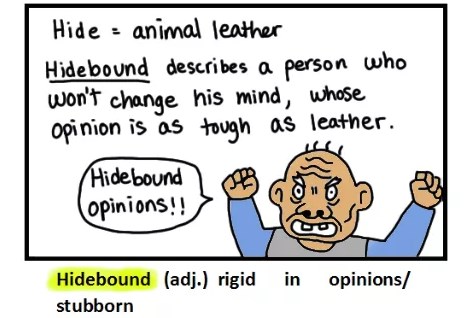 Hide = animal leather
Hidebound describes a person who
won't change his mind, whose
opinion is as tough as leather.
Hidebound
opinions!!
Hidebound (adj.) rigid in opinions/
stubborn